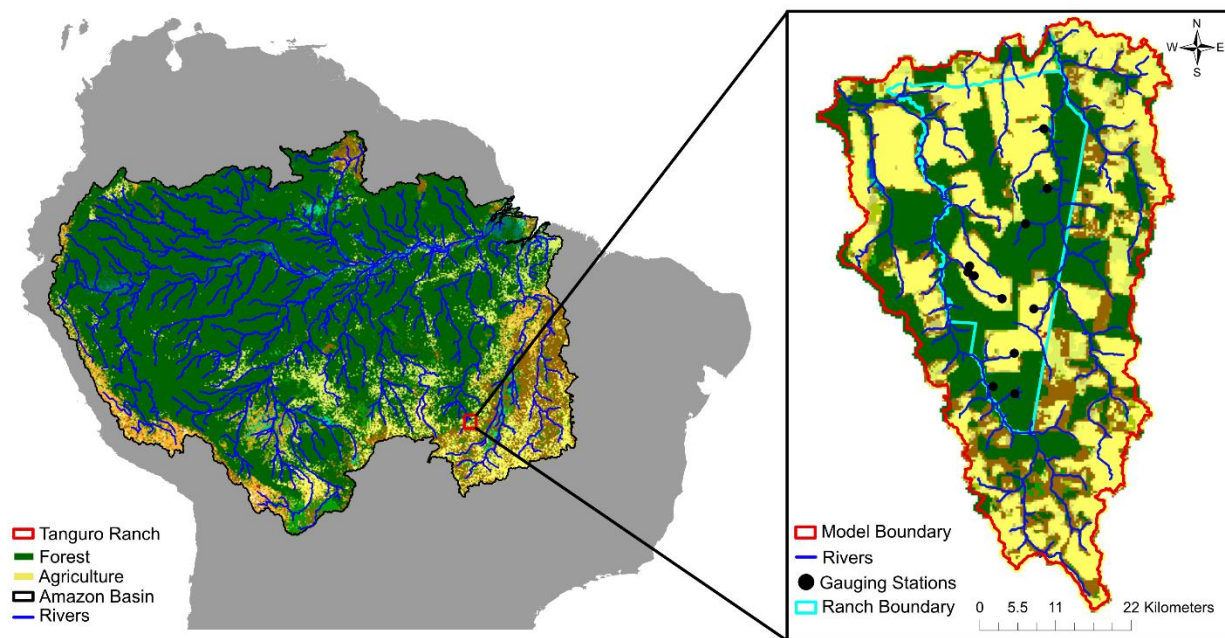 Tanguro Ranch
Forest
Agriculture
Amazon Basin
Rivers
N
W E
S
Model Boundary
Rivers
Gauging Stations
Ranch Boundary
0 5.5 11 22 Kilometers